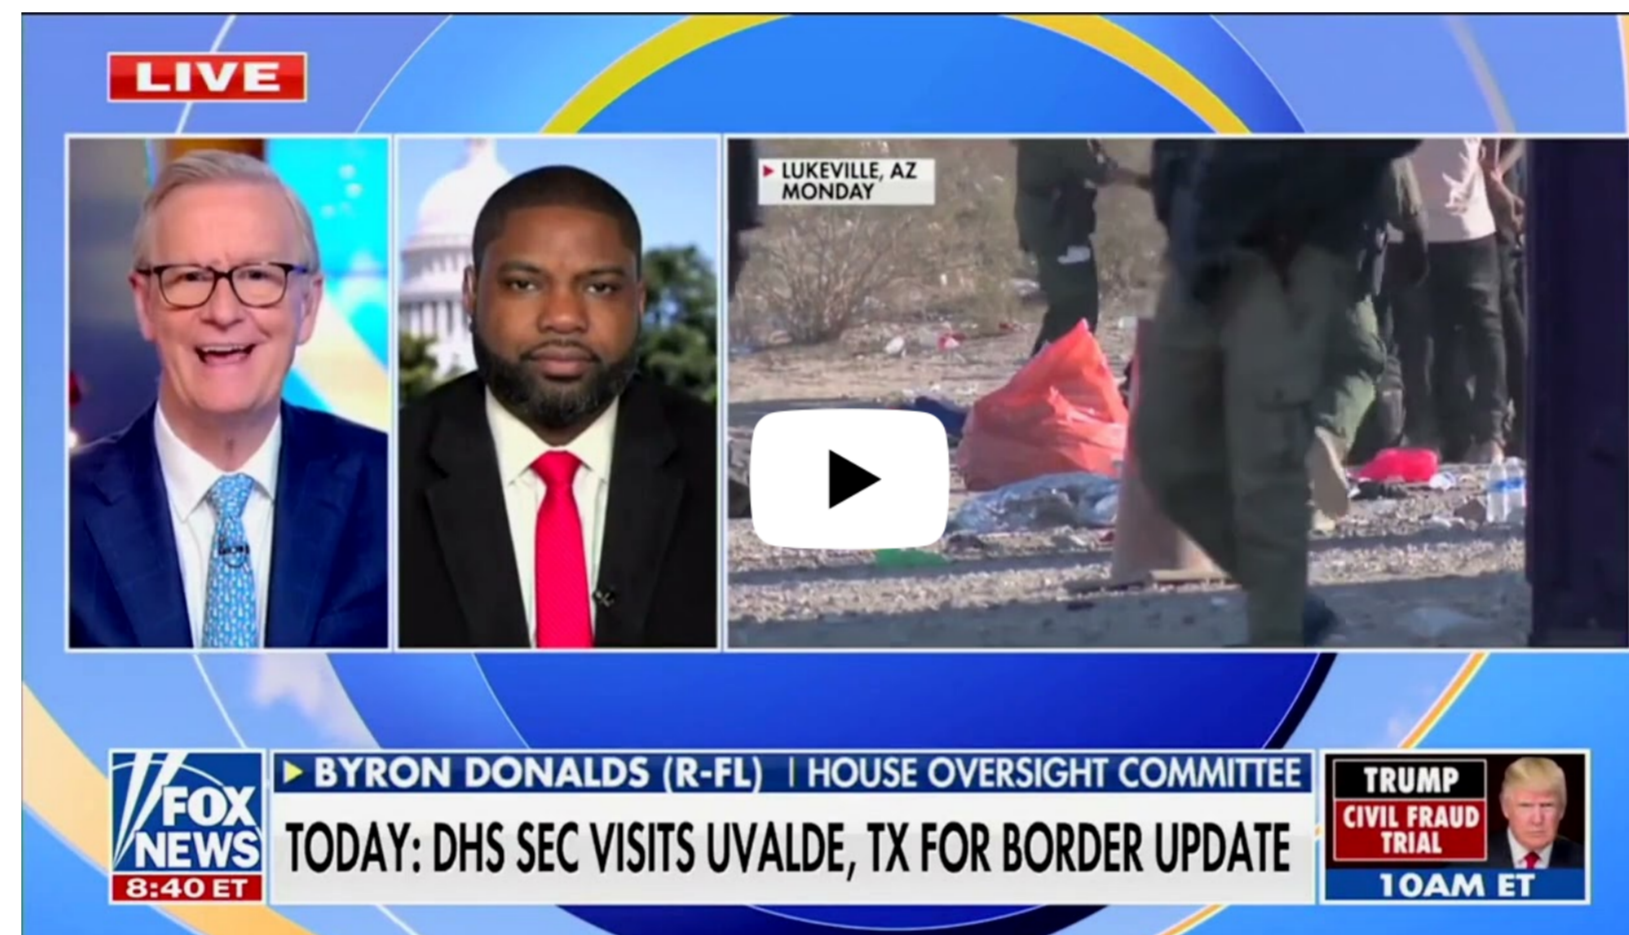 LIVE
LUKEVILLE, AZ
MONDAY
BYRON DONALDS (R-FL) | HOUSE OVERSIGHT COMMITTEE
TODAY: DHS SEC VISITS UVALDE, TX FOR BORDER UPDATE
FOX
NEWS
8:40 ET
TRUMP
CIVIL FRAUD
TRIAL
10AM ET